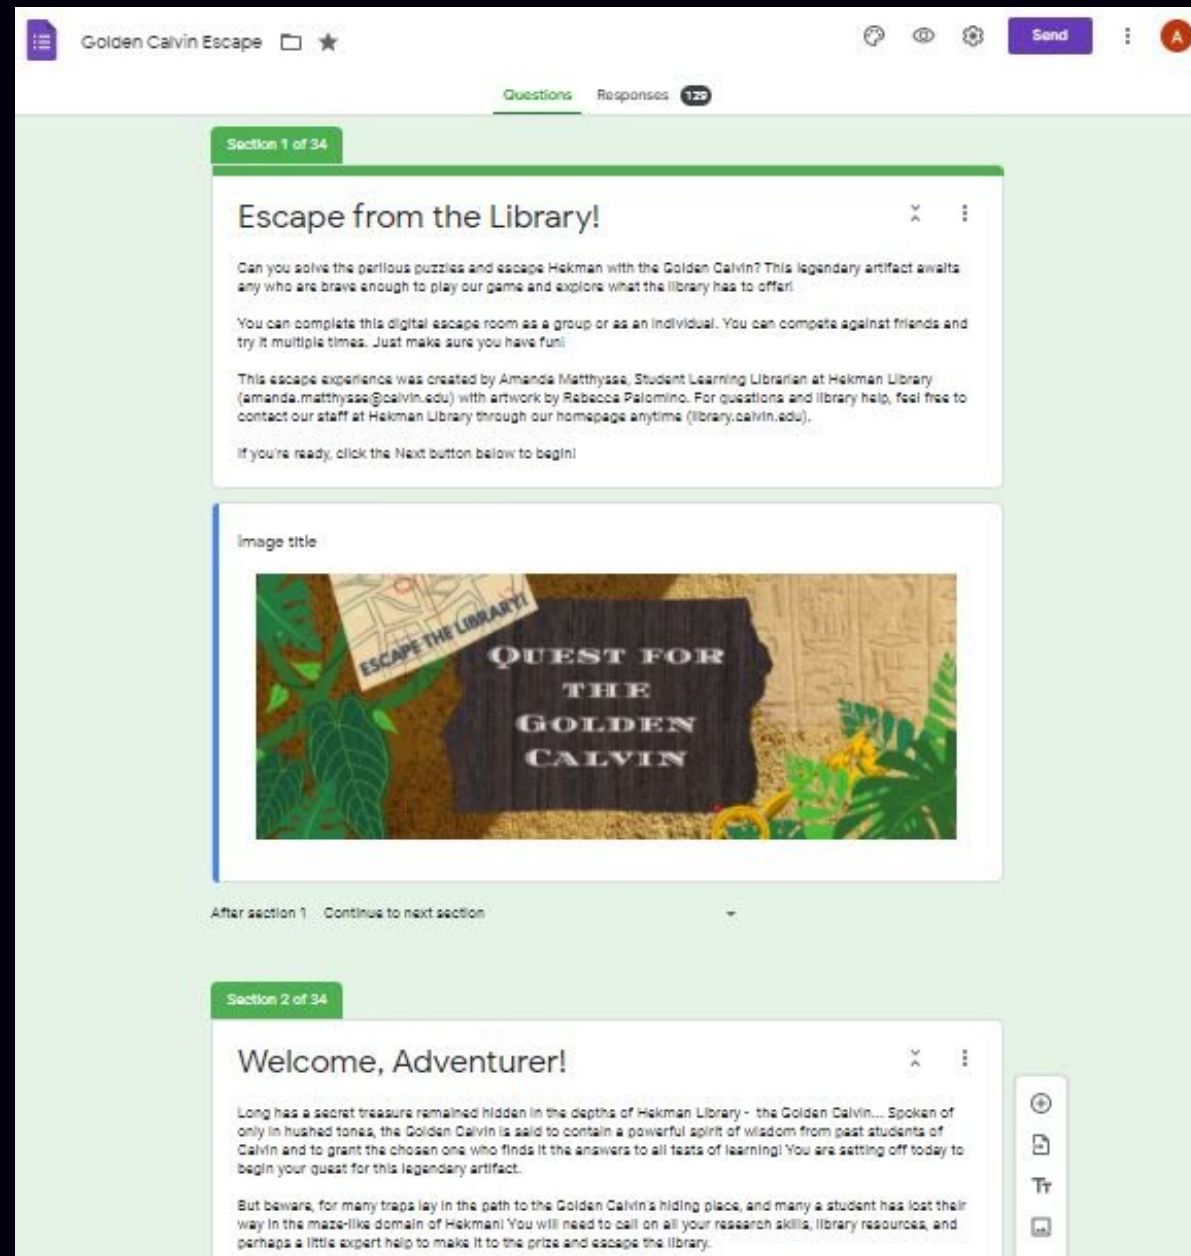 Golden Calvin Escape
Send
A
Questions Responses 129
Section 1 of 34
Escape from the Library!
Can you solve the perilous puzzles and escape Hekman with the Golden Calvin? This legendary artifact awaits
any who are brave enough to play our game and explore what the library has to offer!
You can complete this digital escape room as a group or as an individual. You can compete against friends and
try it multiple times. Just make sure you have fun!
This escape experience was created by Amanda Matthysse, Student Learning Librarian at Hekman Library
(amanda.matthysse@calvin.edu) with artwork by Rebecca Palomino. For questions and library help, feel free to
contact our staff at Hekman Library through our homepage anytime (library.calvin.edu).
If you're ready, click the Next button below to begin!
Image title
ESCAPE THE LIBRARY!
QUEST FOR
THE
GOLDEN
CALVIN
After section 1 Continue to next section
Section 2 of 34
Welcome, Adventurer!
Long has a secret treasure remained hidden in the depths of Hekman Library - the Golden Calvin... Spoken of
only in hushed tones, the Golden Calvin is said to contain a powerful spirit of wisdom from past students of
Calvin and to grant the chosen one who finds it the answers to all tests of learning! You are setting off today to
begin your quest for this legendary artifact.
But beware, for many traps lay in the path to the Golden Calvin's hiding place, and many a student has lost their
way in the maze-like domain of Hekman! You will need to call on all your research skills, library resources, and
perhaps a little expert help to make it to the prize and escape the library.
Tт